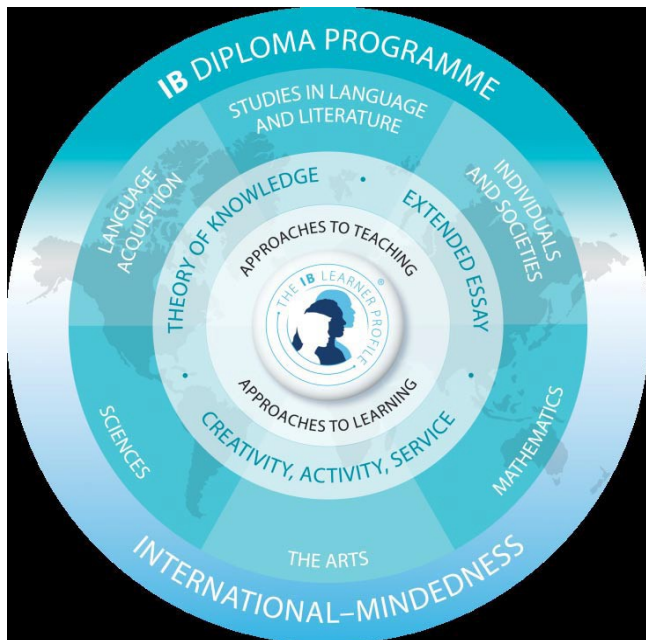 IB DIPLOMA PROGRAMME
STUDIES IN LANGUAGE
AND LITERATURE
LANGUAGE
ACQUISITION
INDIVIDUALS
AND SOCIETIES
THEORY OF KNOWLEDGE
EXTENDED ESSAY
APPROACHES TO TEACHING
THE IB LEARNER PROFILE®
APPROACHES TO LEARNING
CREATIVITY, ACTIVITY, SERVICE
SCIENCES
MATHEMATICS
THE ARTS
INTERNATIONAL–MINDEDNESS